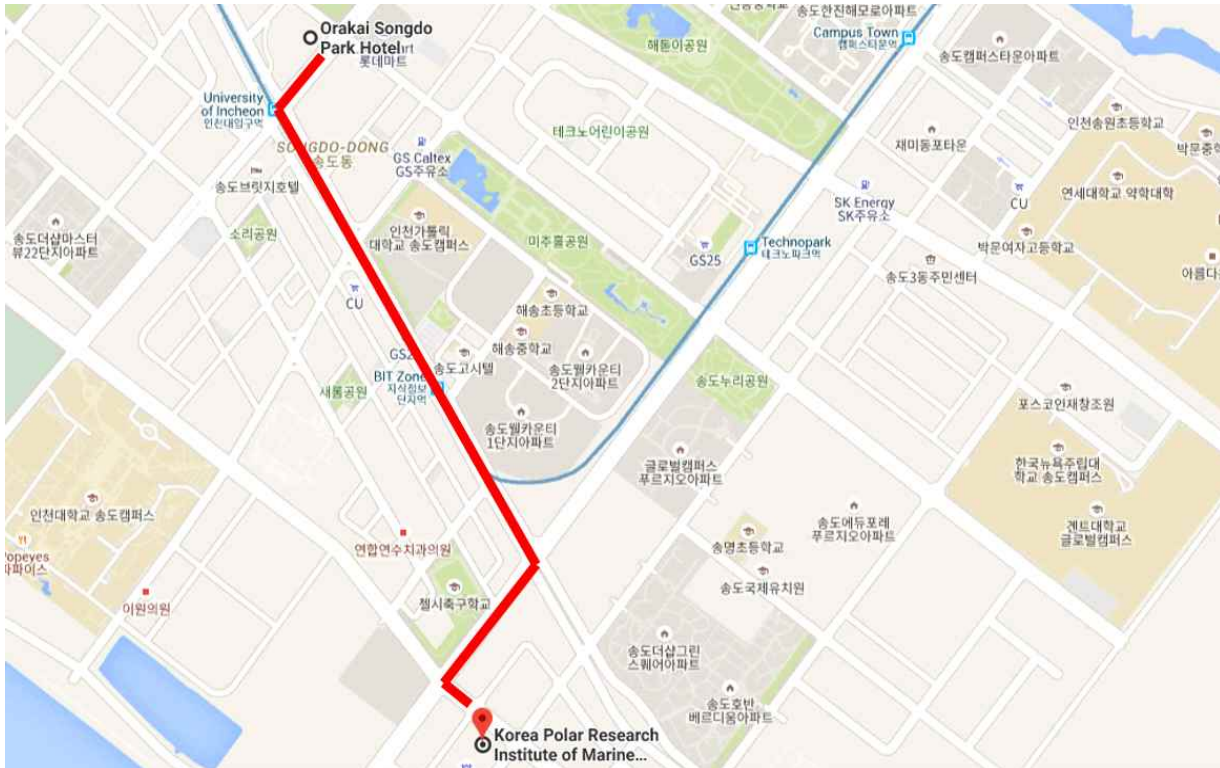 Orakai Songdo
Park Hotel
롯데마트
University
of Incheon
인천대입구역
SONGDO-DONG
송도동
GS Caltex
GS주유소
해돋이공원
송도한진해모로아파트
Campus Town
캠퍼스타운역
송도캠퍼스타운아파트
테크노어린이공원
인천송원초등학교
채미동포타운
박문중학
송도브릿지호텔
연세대학교 약학대학
CU
SK Energy
SK주유소
송도더샵마스터
뷰22단지아파트
소리공원
인천가톨릭
대학교 송도캠퍼스
미추홀공원
Technopark
테크노파크역
GS25
박문여자고등학교
송도3동주민센터
아름다
CU
해송초등학교
해송중학교
송도고시텔
송도웰카운티
2단지아파트
BIT Zone
지식정보
단지역
새롬공원
송도누리공원
포스코인재창조원
송도웰카운티
1단지아파트
글로벌캠퍼스
푸르지오아파트
한국뉴욕주립대
학교 송도캠퍼스
인천대학교 송도캠퍼스
송도에듀포레
푸르지오아파트
겐트대학교
글로벌캠퍼스
연합연수치과의원
송명초등학교
Popeyes
파파이스
송도국제유치원
이원의원
첼시축구학교
송도더샵그린
스퀘어아파트
송도호반
베르디움아파트
Korea Polar Research
Institute of Marine...